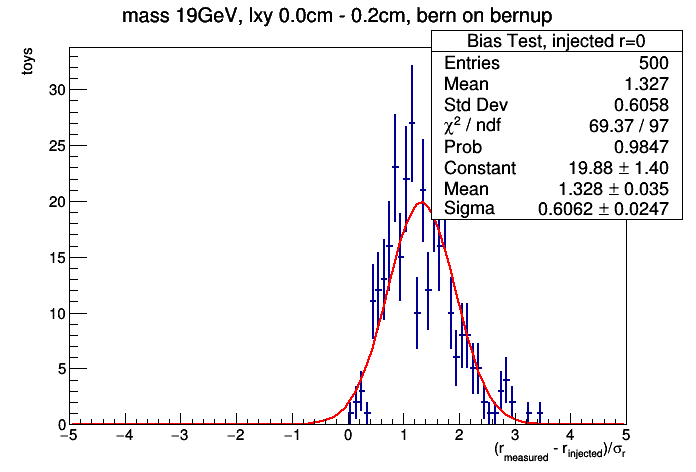 mass 19GeV, lxy 0.0cm - 0.2cm, bern on bernup
toys
Bias Test, injected r=0
Entries 500
Mean 1.327
Std Dev 0.6058
χ² / ndf 69.37 / 97
Prob 0.9847
Constant 19.88 ± 1.40
Mean 1.328 ± 0.035
Sigma 0.6062 ± 0.0247
30
25
20
15
10
5
0
−5 −4 −3 −2 −1 0 1 2 3 4 5
(r_measured - r_injected)/σ_r